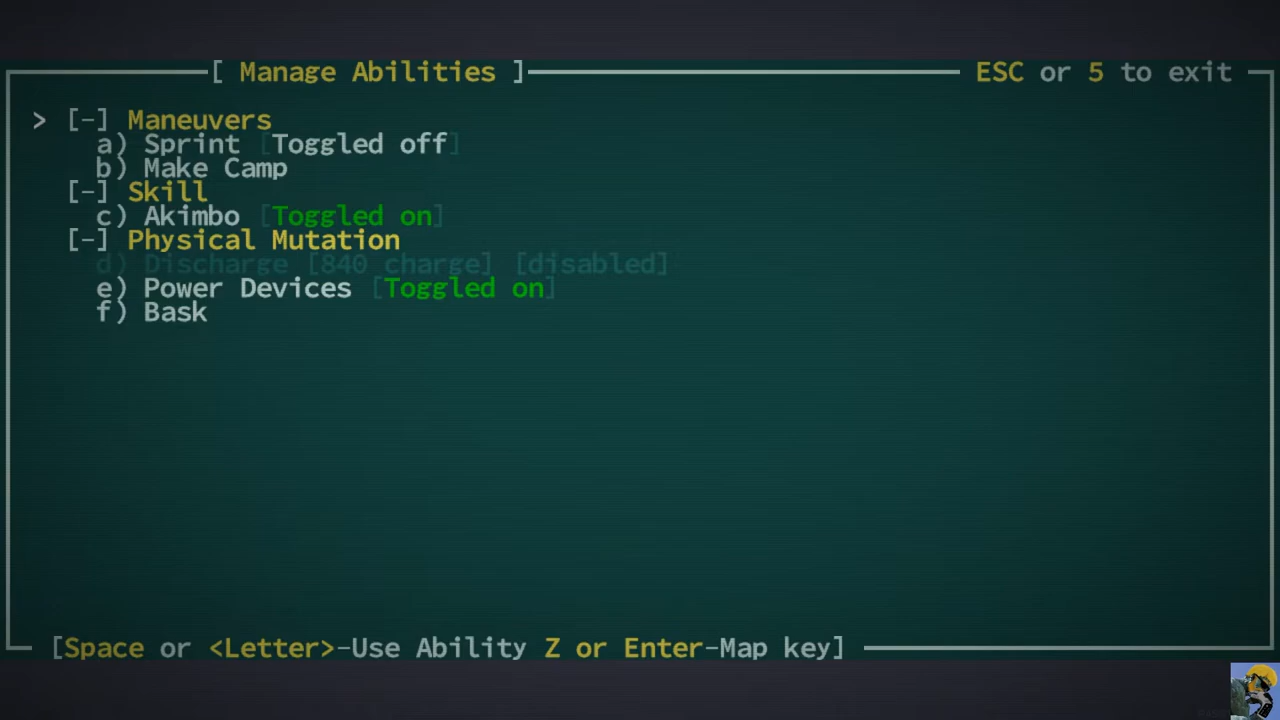 [ Manage Abilities ] ESC or 5 to exit
> [-] Maneuvers
a) Sprint [Toggled off]
b) Make Camp
[-] Skill
c) Akimbo [Toggled on]
[-] Physical Mutation
d) Discharge [840 charge] [disabled]
e) Power Devices [Toggled on]
f) Bask
[Space or <Letter>-Use Ability Z or Enter-Map key]